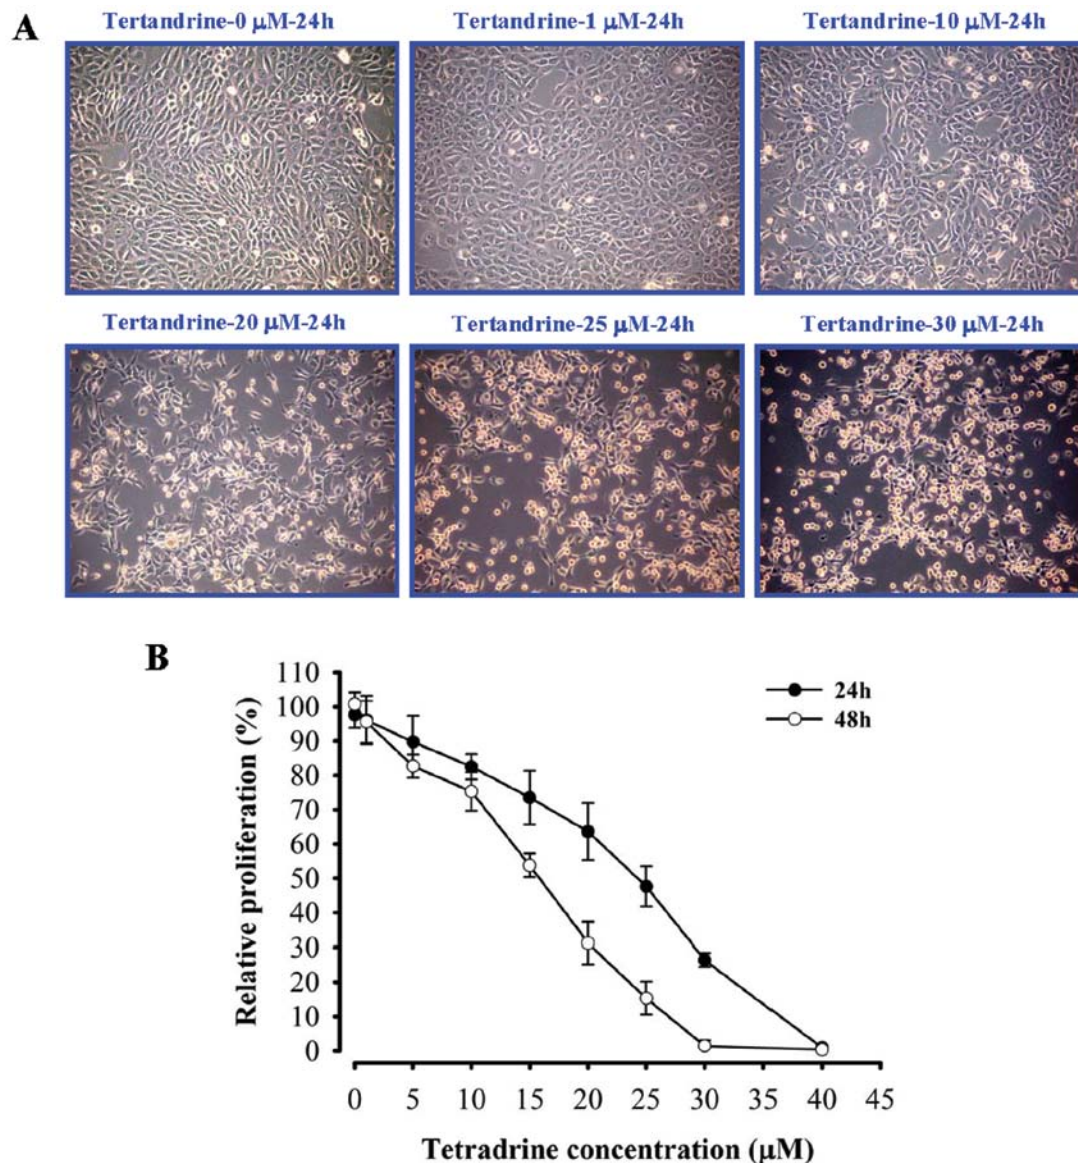 A
Tertandrine-0 μM-24h
Tertandrine-1 μM-24h
Tertandrine-10 μM-24h
Tertandrine-20 μM-24h
Tertandrine-25 μM-24h
Tertandrine-30 μM-24h
B
110
100
90
80
70
60
50
40
30
20
10
0
Relative proliferation (%)
24h
48h
0 5 10 15 20 25 30 35 40 45
Tetradrine concentration (μM)